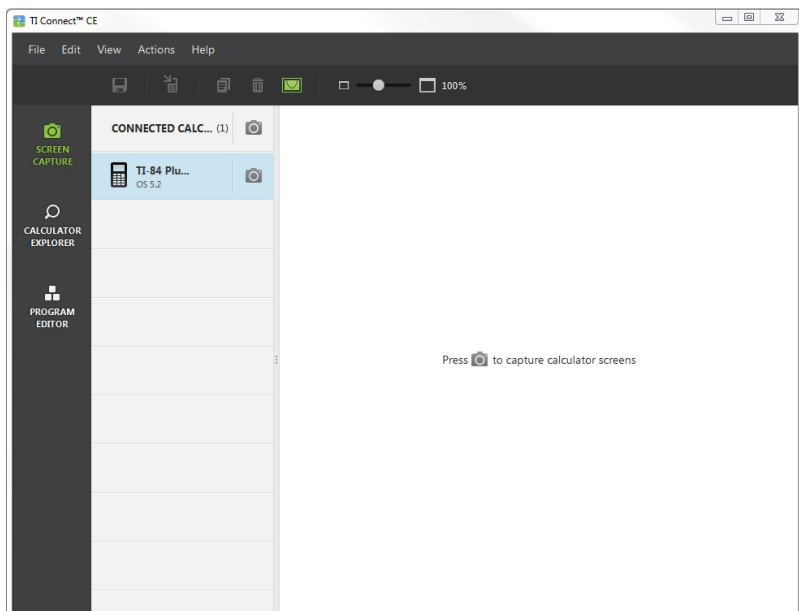 TI Connect™ CE
File Edit View Actions Help
100%
SCREEN
CAPTURE
CONNECTED CALC... (1)
TI-84 Plu...
OS 5.2
CALCULATOR
EXPLORER
PROGRAM
EDITOR
Press to capture calculator screens